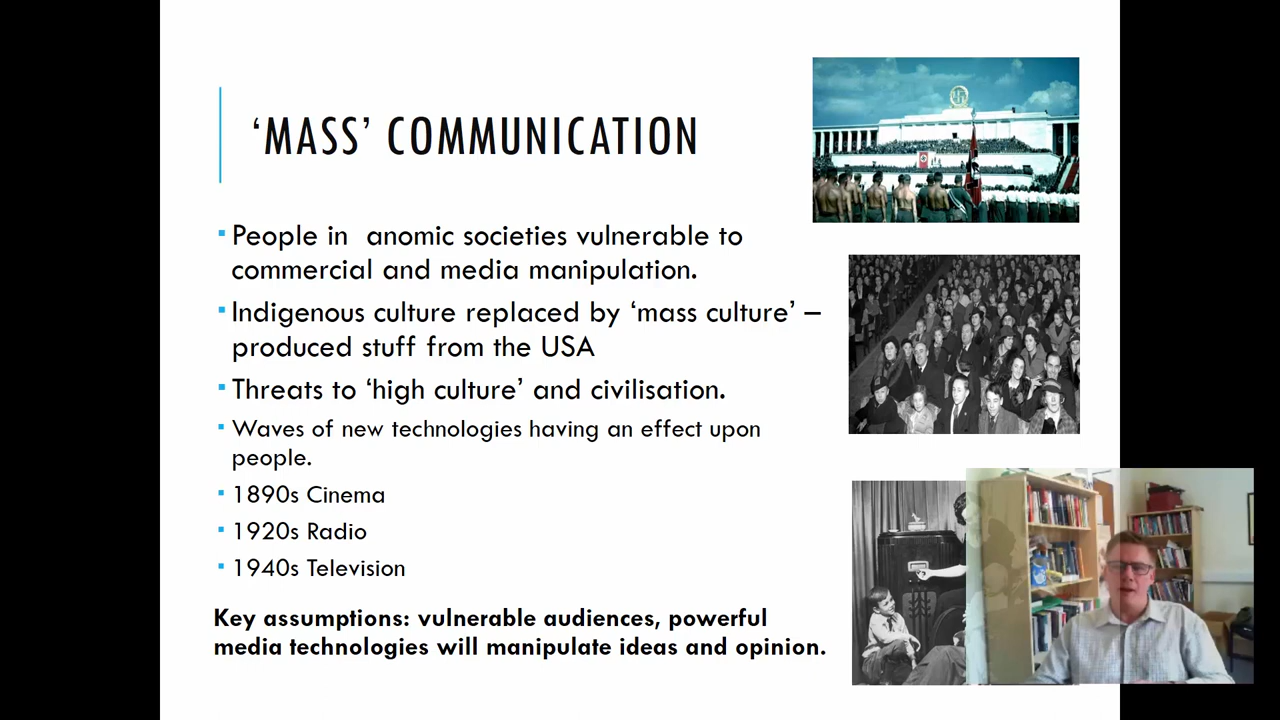 ‘MASS’ COMMUNICATION
▪ People in  anomic societies vulnerable to
commercial and media manipulation.
▪ Indigenous culture replaced by ‘mass culture’ –
produced stuff from the USA
▪ Threats to ‘high culture’ and civilisation.
▪ Waves of new technologies having an effect upon
people.
▪ 1890s Cinema
▪ 1920s Radio
▪ 1940s Television
Key assumptions: vulnerable audiences, powerful
media technologies will manipulate ideas and opinion.